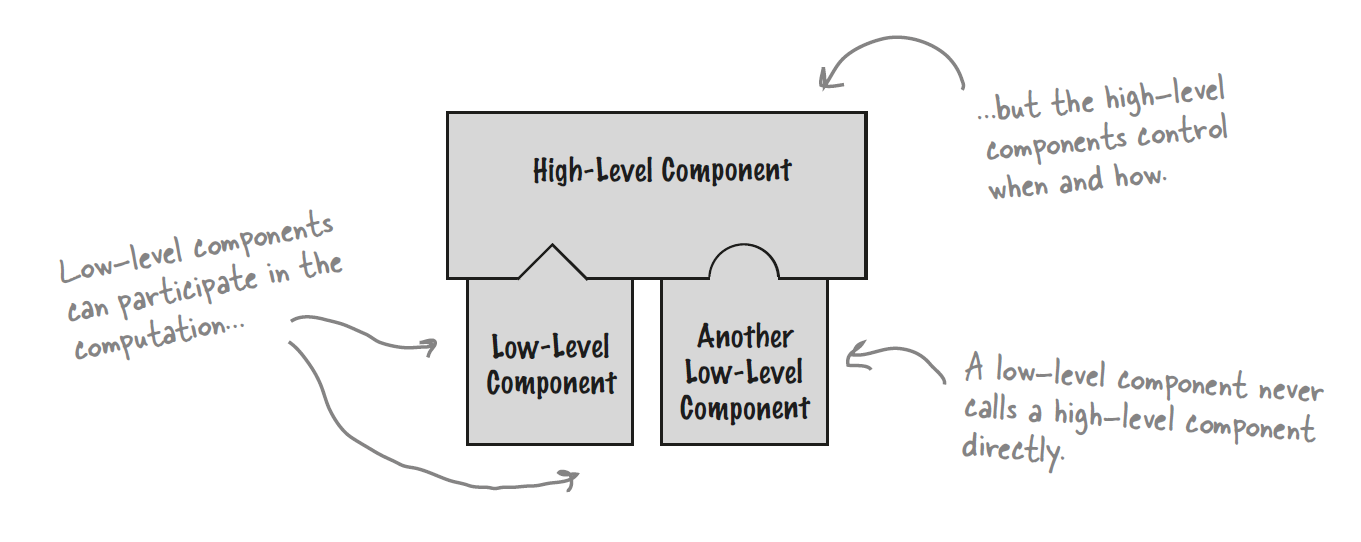 ...but the high-level
components control
when and how.
High-Level Component
Low-level components
can participate in the
computation...
Low-Level
Component
Another
Low-Level
Component
A low-level component never
calls a high-level component
directly.